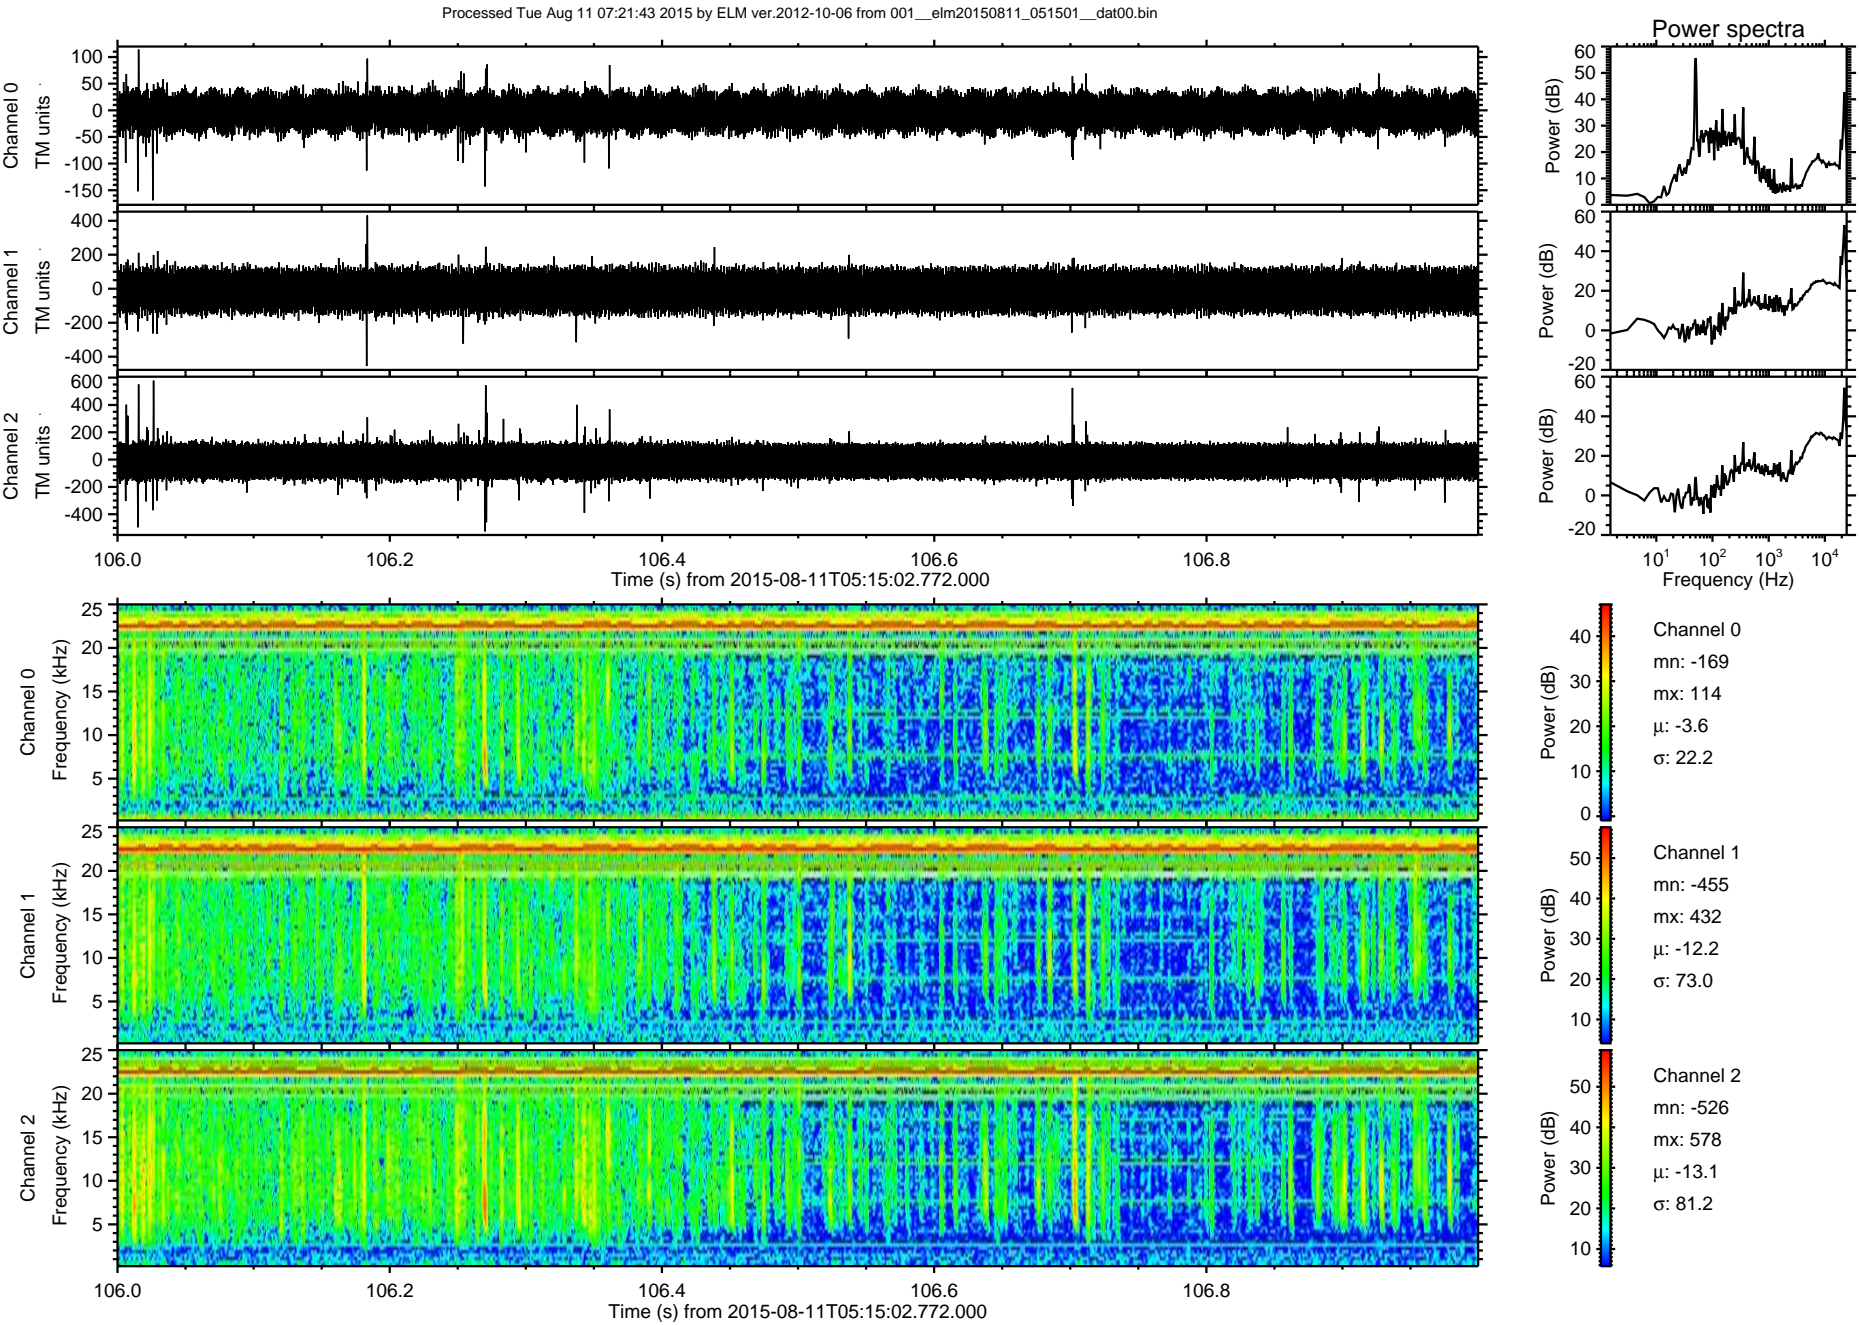 Processed Tue Aug 11 07:21:43 2015 by ELM ver.2012-10-06 from 001__elm20150811_051501__dat00.bin
Power spectra
Channel 0
TM units
100
50
0
-50
-100
-150
Power (dB)
60
50
40
30
20
10
0
Channel 1
TM units
400
200
0
-200
-400
Power (dB)
60
40
20
0
-20
Channel 2
TM units
600
400
200
0
-200
-400
Power (dB)
60
40
20
0
-20
106.0 106.2 106.4 106.6 106.8
Time (s) from 2015-08-11T05:15:02.772.000
10^1 10^2 10^3 10^4
Frequency (Hz)
Channel 0
Frequency (kHz)
25
20
15
10
5
Power (dB)
40
30
20
10
0
Channel 0
mn: -169
mx: 114
µ: -3.6
σ: 22.2
Channel 1
Frequency (kHz)
25
20
15
10
5
Power (dB)
50
40
30
20
10
Channel 1
mn: -455
mx: 432
µ: -12.2
σ: 73.0
Channel 2
Frequency (kHz)
25
20
15
10
5
Power (dB)
50
40
30
20
10
Channel 2
mn: -526
mx: 578
µ: -13.1
σ: 81.2
106.0 106.2 106.4 106.6 106.8
Time (s) from 2015-08-11T05:15:02.772.000